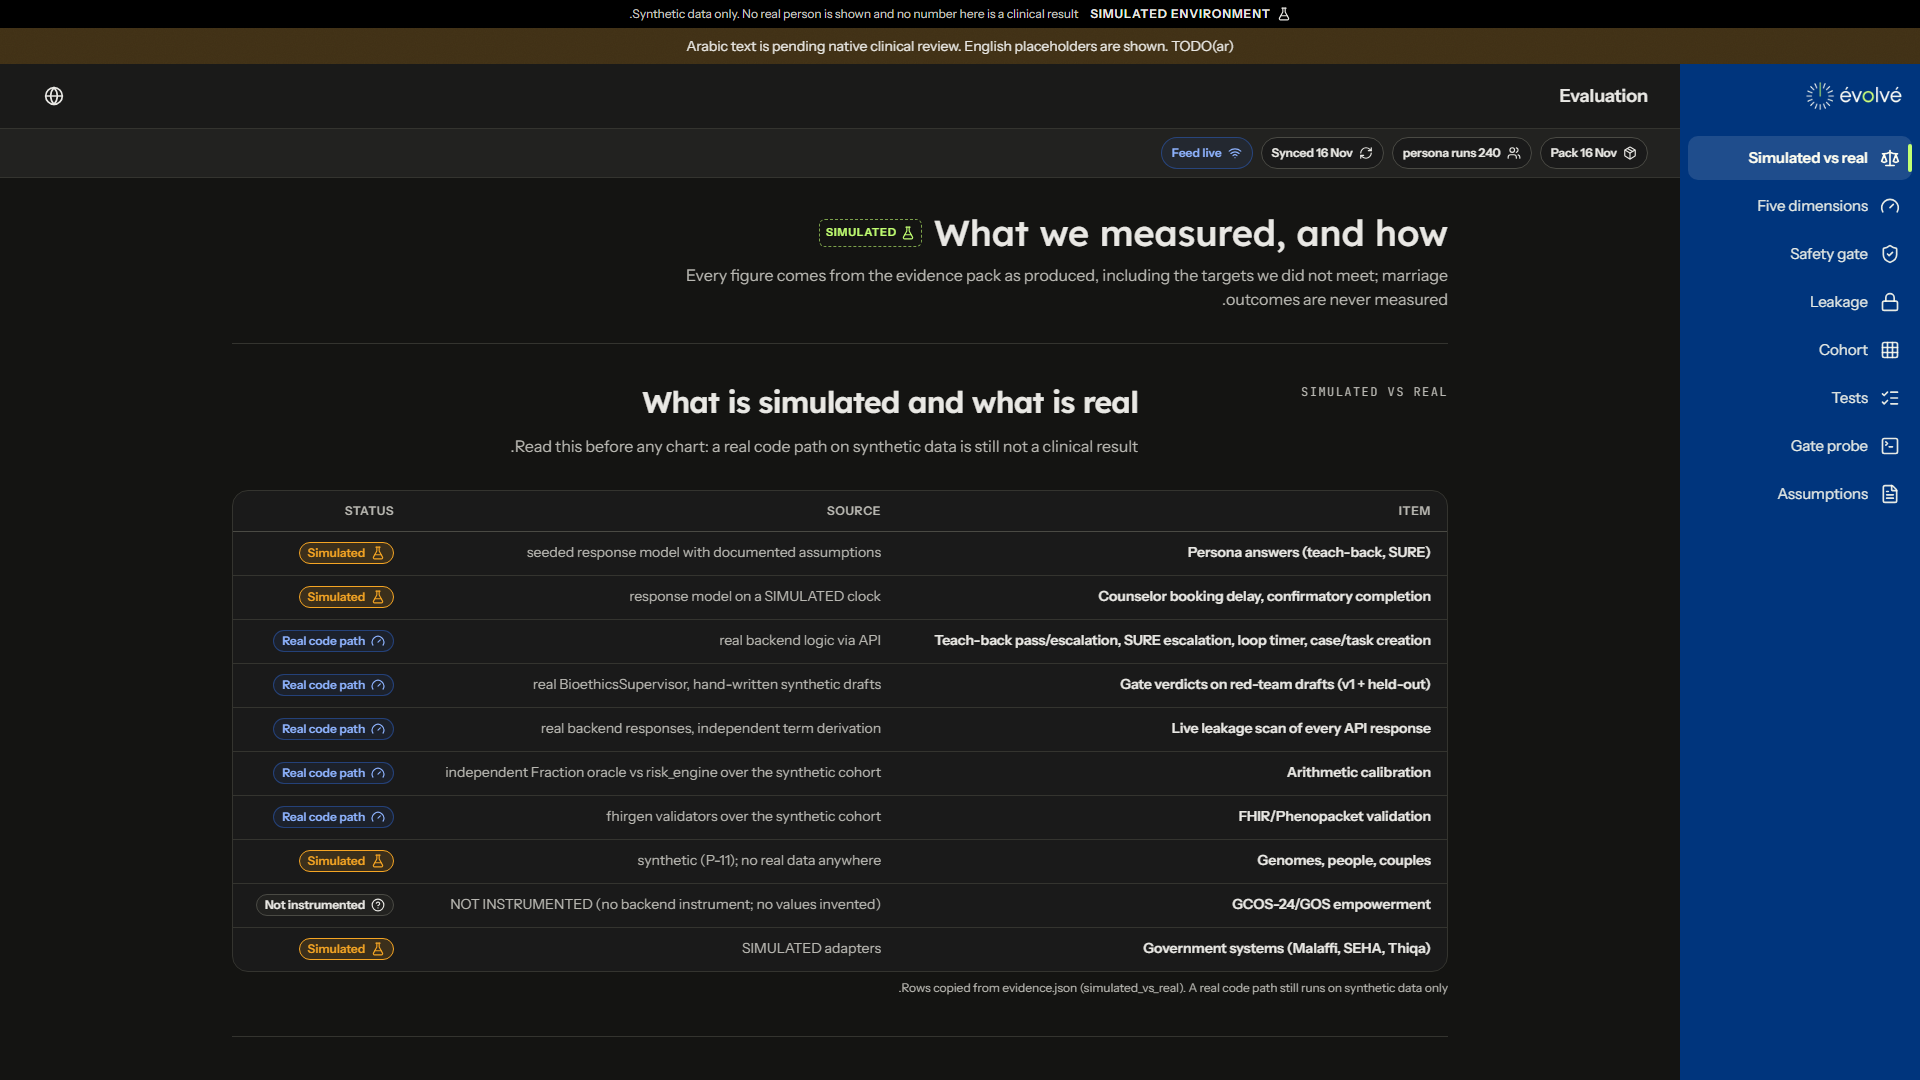 .Synthetic data only. No real person is shown and no number here is a clinical result SIMULATED ENVIRONMENT
Arabic text is pending native clinical review. English placeholders are shown. TODO(ar)
évolvé
Evaluation
Feed live Synced 16 Nov persona runs 240 Pack 16 Nov
Simulated vs real
Five dimensions
Safety gate
Leakage
Cohort
Tests
Gate probe
Assumptions
SIMULATED What we measured, and how
Every figure comes from the evidence pack as produced, including the targets we did not meet; marriage
.outcomes are never measured
SIMULATED VS REAL
What is simulated and what is real
.Read this before any chart: a real code path on synthetic data is still not a clinical result
STATUS SOURCE ITEM
Simulated seeded response model with documented assumptions Persona answers (teach-back, SURE)
Simulated response model on a SIMULATED clock Counselor booking delay, confirmatory completion
Real code path real backend logic via API Teach-back pass/escalation, SURE escalation, loop timer, case/task creation
Real code path real BioethicsSupervisor, hand-written synthetic drafts Gate verdicts on red-team drafts (v1 + held-out)
Real code path real backend responses, independent term derivation Live leakage scan of every API response
Real code path independent Fraction oracle vs risk_engine over the synthetic cohort Arithmetic calibration
Real code path fhirgen validators over the synthetic cohort FHIR/Phenopacket validation
Simulated synthetic (P-11); no real data anywhere Genomes, people, couples
Not instrumented NOT INSTRUMENTED (no backend instrument; no values invented) GCOS-24/GOS empowerment
Simulated SIMULATED adapters Government systems (Malaffi, SEHA, Thiqa)
.Rows copied from evidence.json (simulated_vs_real). A real code path still runs on synthetic data only